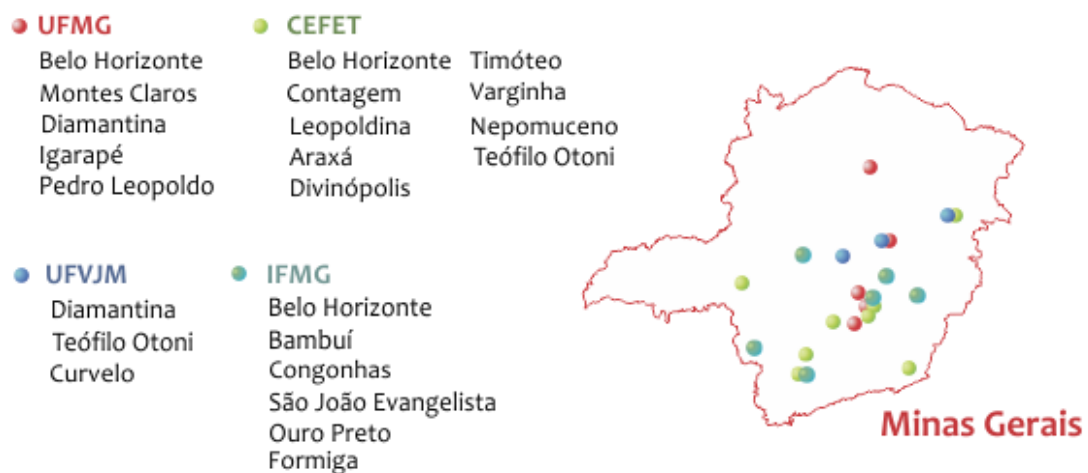 UFMG
Belo Horizonte
Montes Claros
Diamantina
Igarapé
Pedro Leopoldo
CEFET
Belo Horizonte
Contagem
Leopoldina
Araxá
Divinópolis
Timóteo
Varginha
Nepomuceno
Teófilo Otoni
UFVJM
Diamantina
Teófilo Otoni
Curvelo
IFMG
Belo Horizonte
Bambuí
Congonhas
São João Evangelista
Ouro Preto
Formiga
Minas Gerais